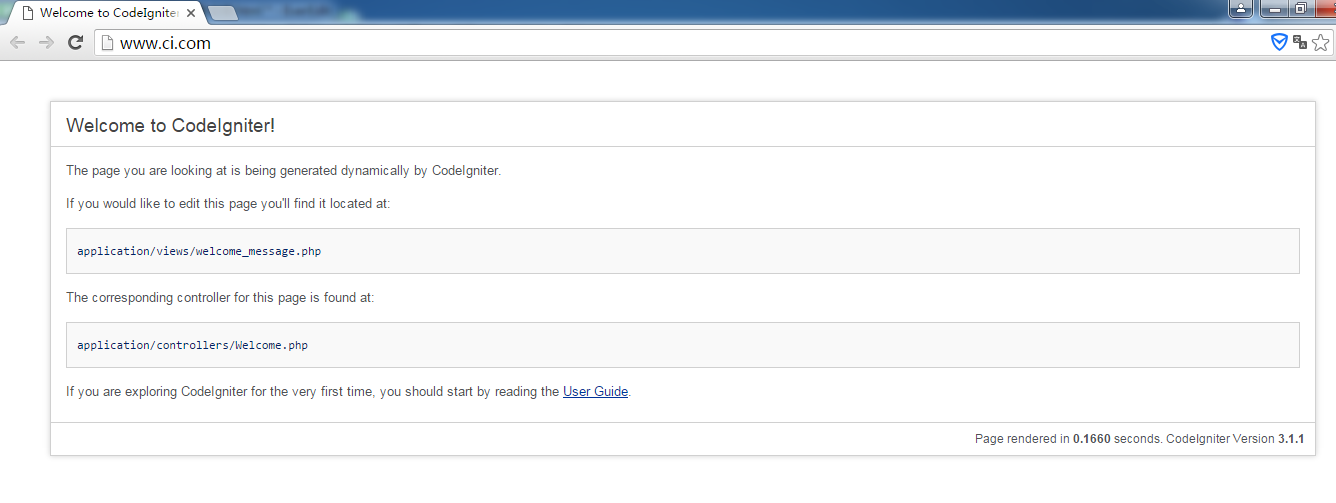 Welcome to CodeIgniter
www.ci.com
Welcome to CodeIgniter!
The page you are looking at is being generated dynamically by CodeIgniter.
If you would like to edit this page you'll find it located at:
application/views/welcome_message.php
The corresponding controller for this page is found at:
application/controllers/Welcome.php
If you are exploring CodeIgniter for the very first time, you should start by reading the User Guide.
Page rendered in 0.1660 seconds. CodeIgniter Version 3.1.1